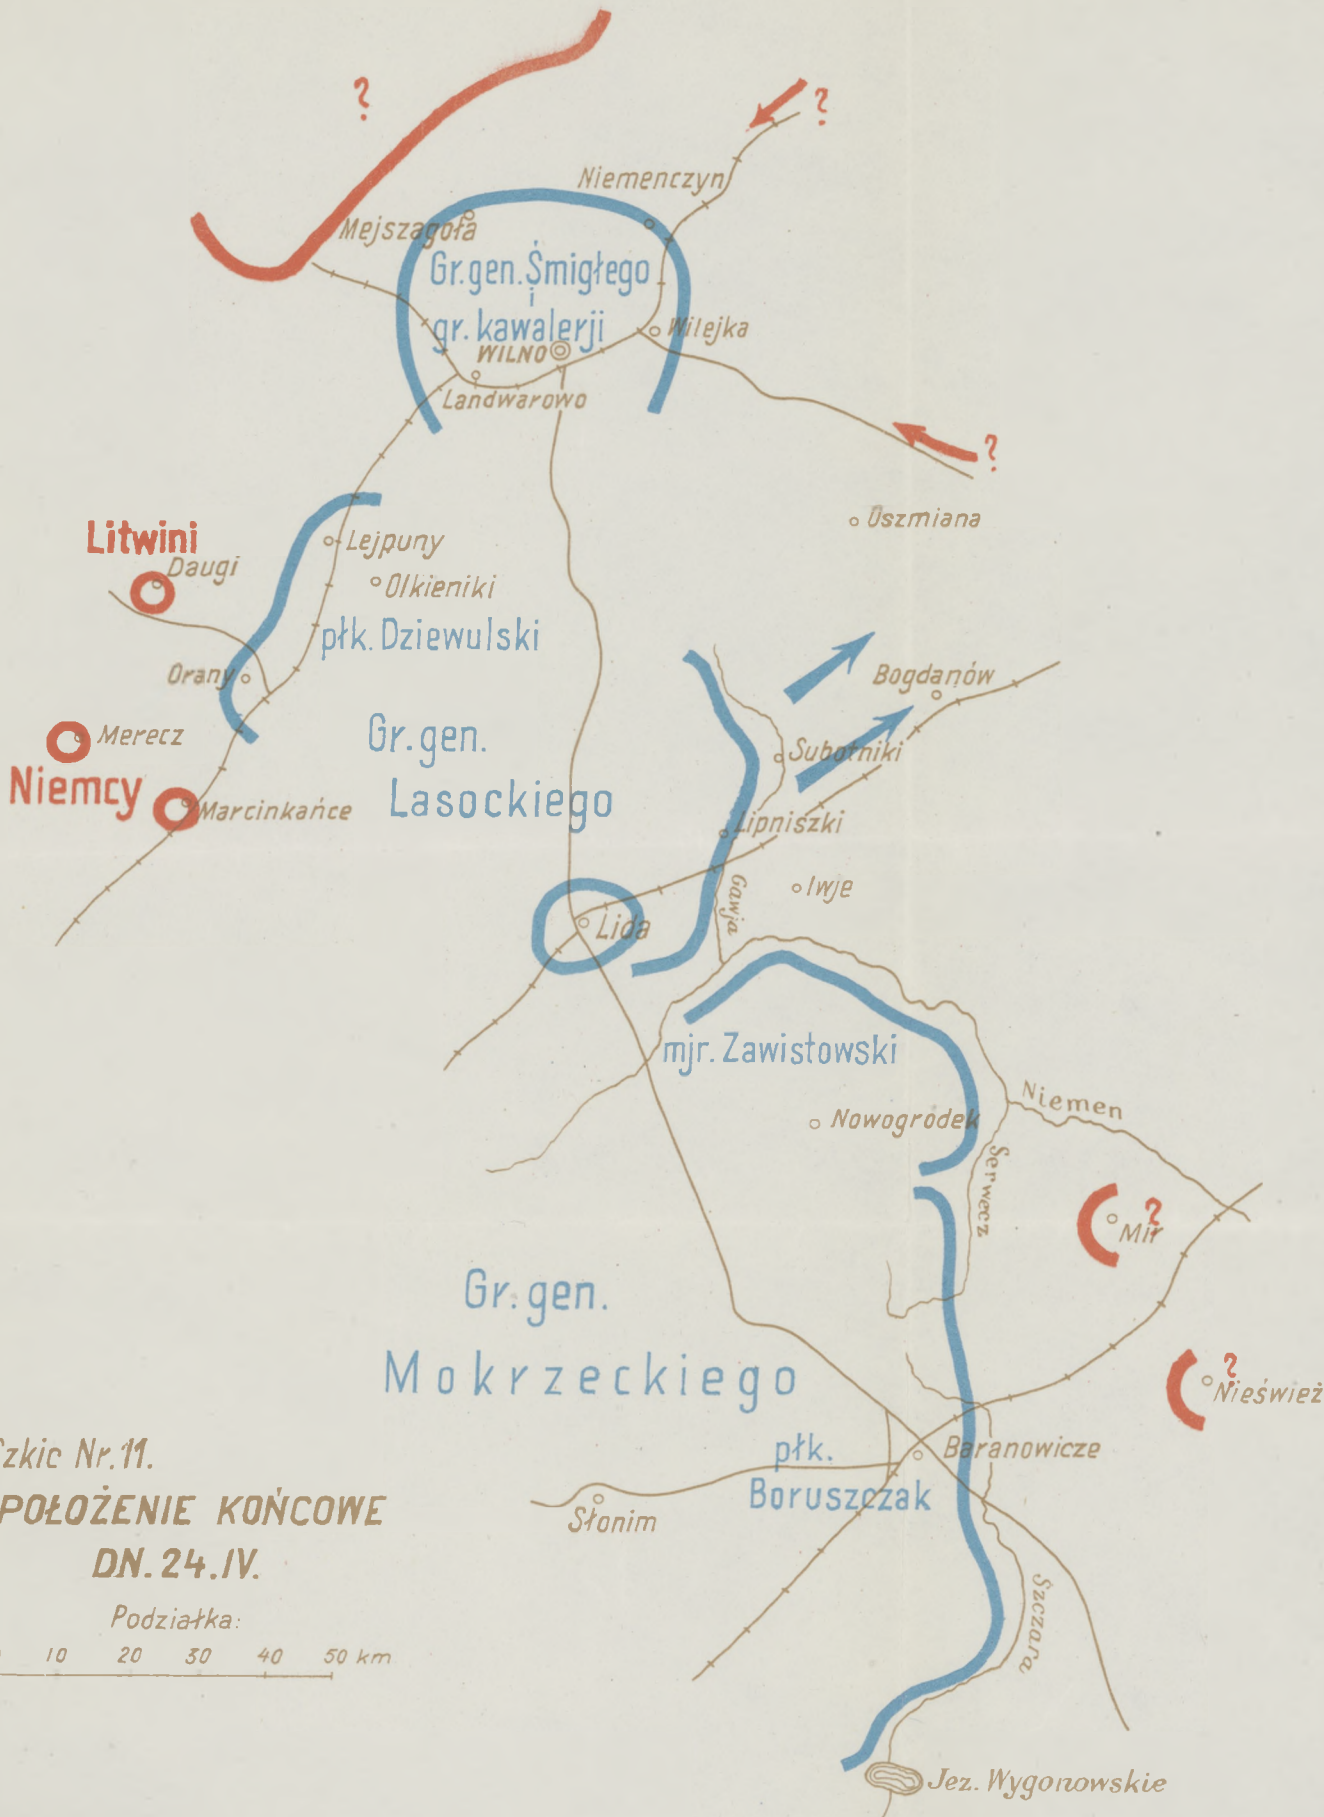 ?
?
Niemenczyn
Mejszagoła
Gr. gen. Śmigłego
i
gr. kawalerji
Wilejka
WILNO
Landwarowo
?
Oszmiana
Litwini
Daugi
Lejpuny
Olkieniki
płk. Dziewulski
Orany
Bogdanów
Merecz
Gr. gen.
Lasockiego
Subotniki
Niemcy
Marcinkańce
Lipniszki
Iwje
Gawja
Lida
mjr. Zawistowski
Niemen
Nowogródek
Serwecz
?
Mir
Gr. gen.
Mokrzeckiego
?
Nieśwież
płk.
Boruszczak
Baranowicze
Słonim
zkic Nr. 11.
POŁOŻENIE KOŃCOWE
DN. 24. IV.
Podziałka:
10 20 30 40 50 km
Szczara
Jez. Wygonowskie